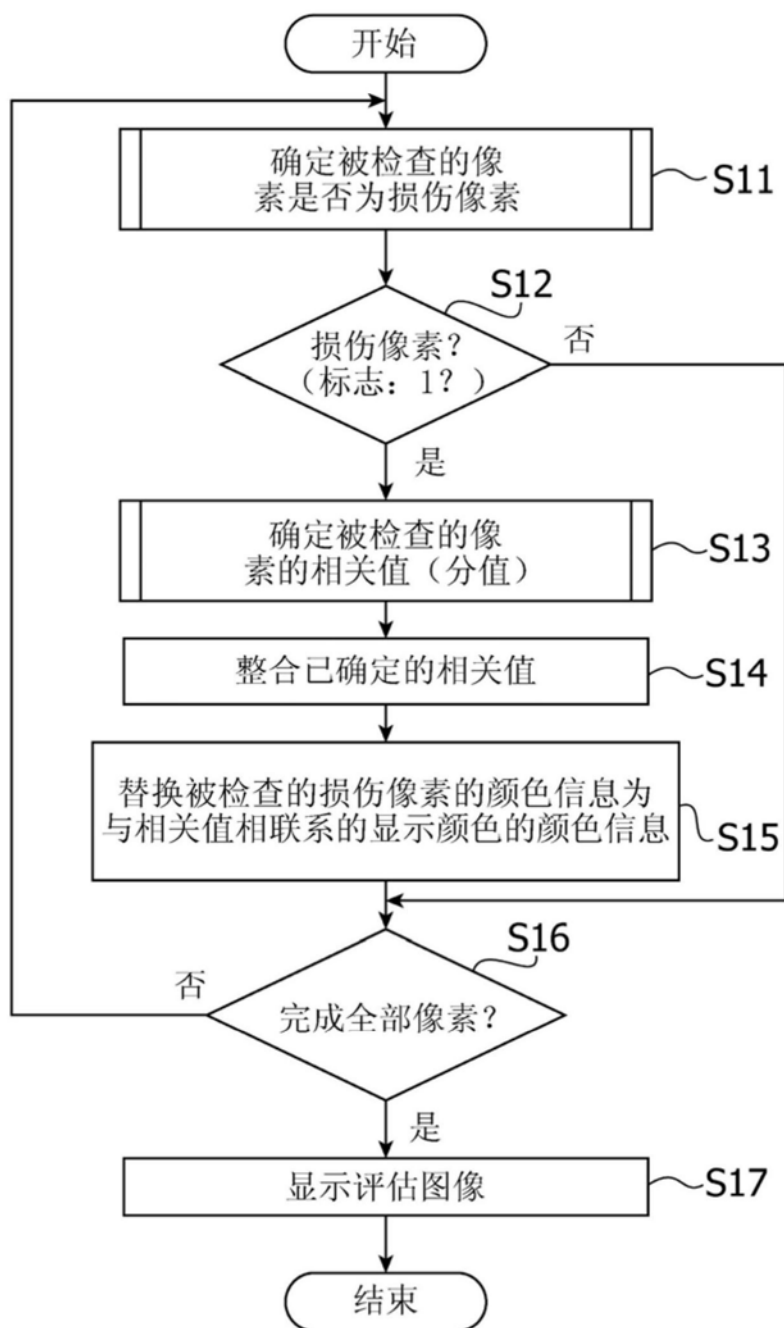 开始
确定被检查的像
素是否为损伤像素
S11
S12
损伤像素？
（标志：1？）
否
是
确定被检查的像
素的相关值（分值）
S13
整合已确定的相关值
S14
替换被检查的损伤像素的颜色信息为
与相关值相联系的显示颜色的颜色信息
S15
S16
否
完成全部像素？
是
显示评估图像
S17
结束